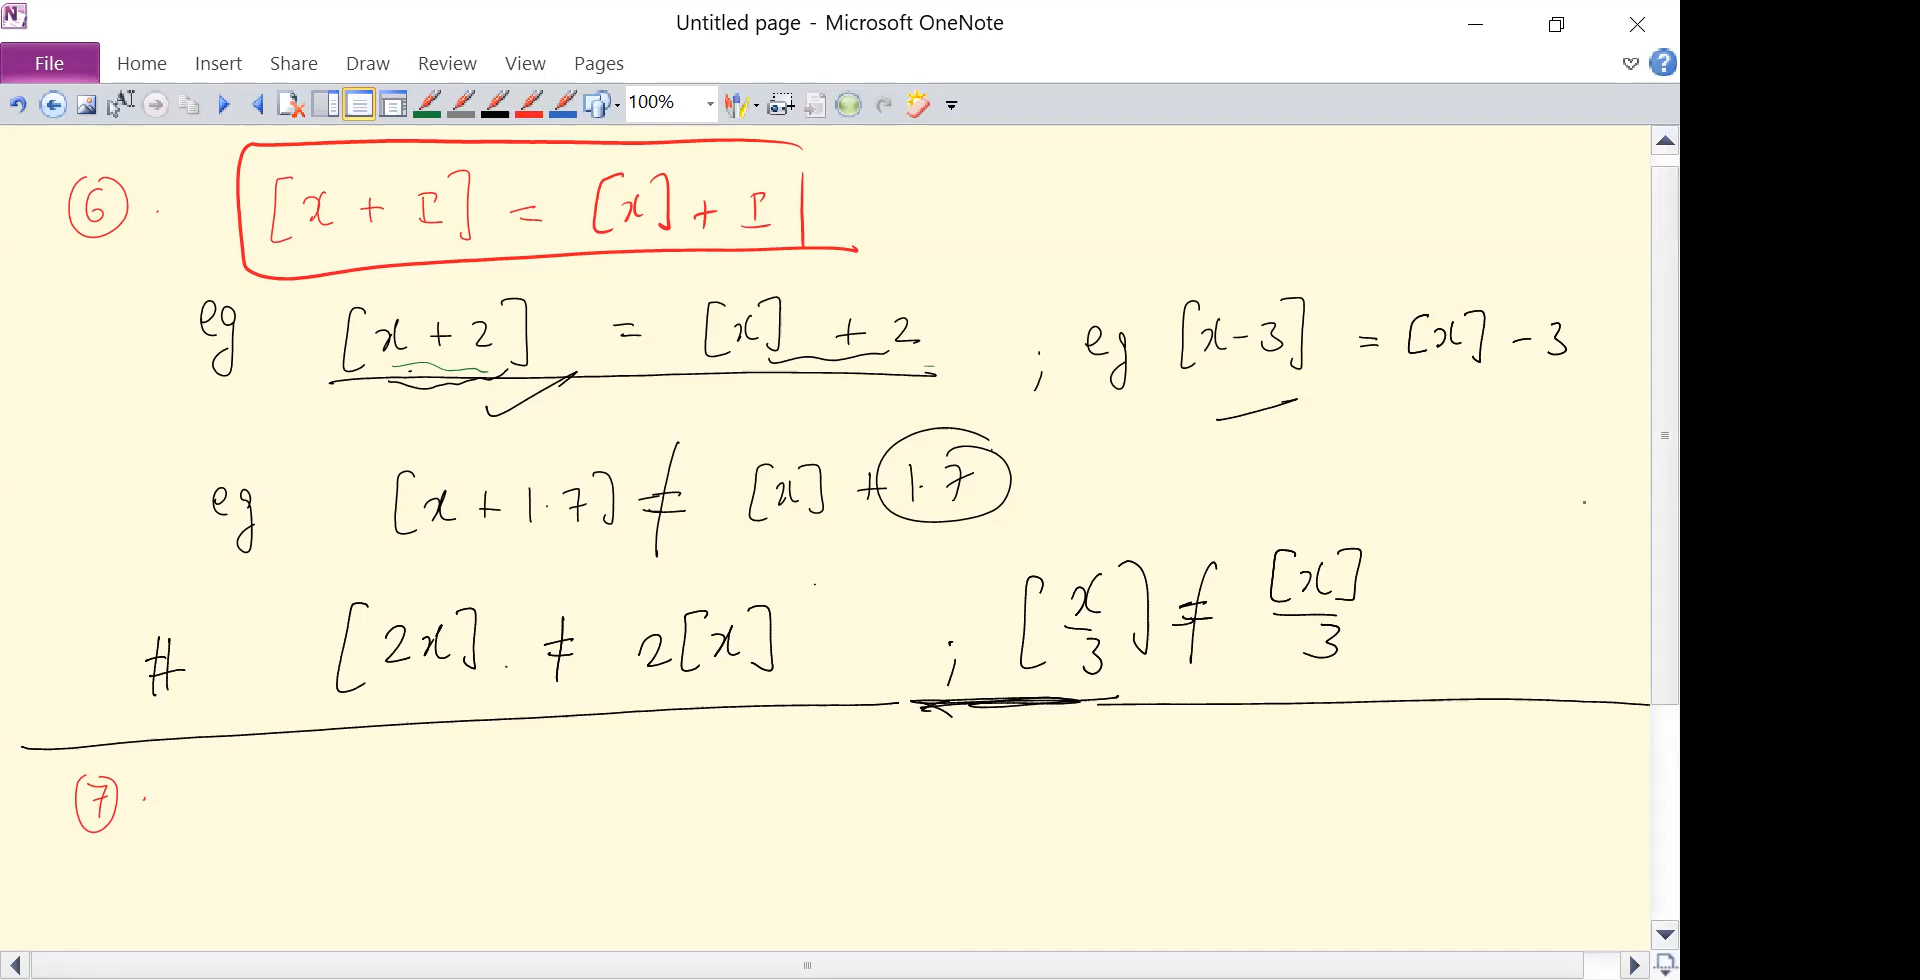 Untitled page - Microsoft OneNote
File Home Insert Share Draw Review View Pages
100%
6. [x + I] = [x] + I
eg [x + 2] = [x] + 2 ; eg [x-3] = [x] - 3
eg [x + 1.7] ≠ [x] + 1.7
# [2x] ≠ 2[x] ; [x/3] ≠ [x]/3
7.